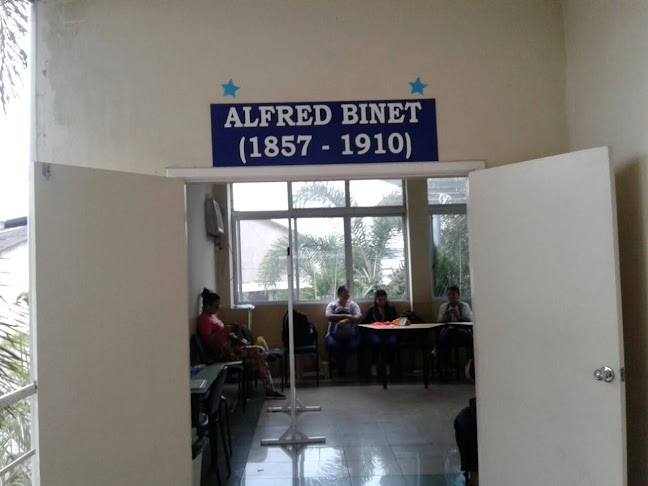 ALFRED BINET
(1857 - 1910)